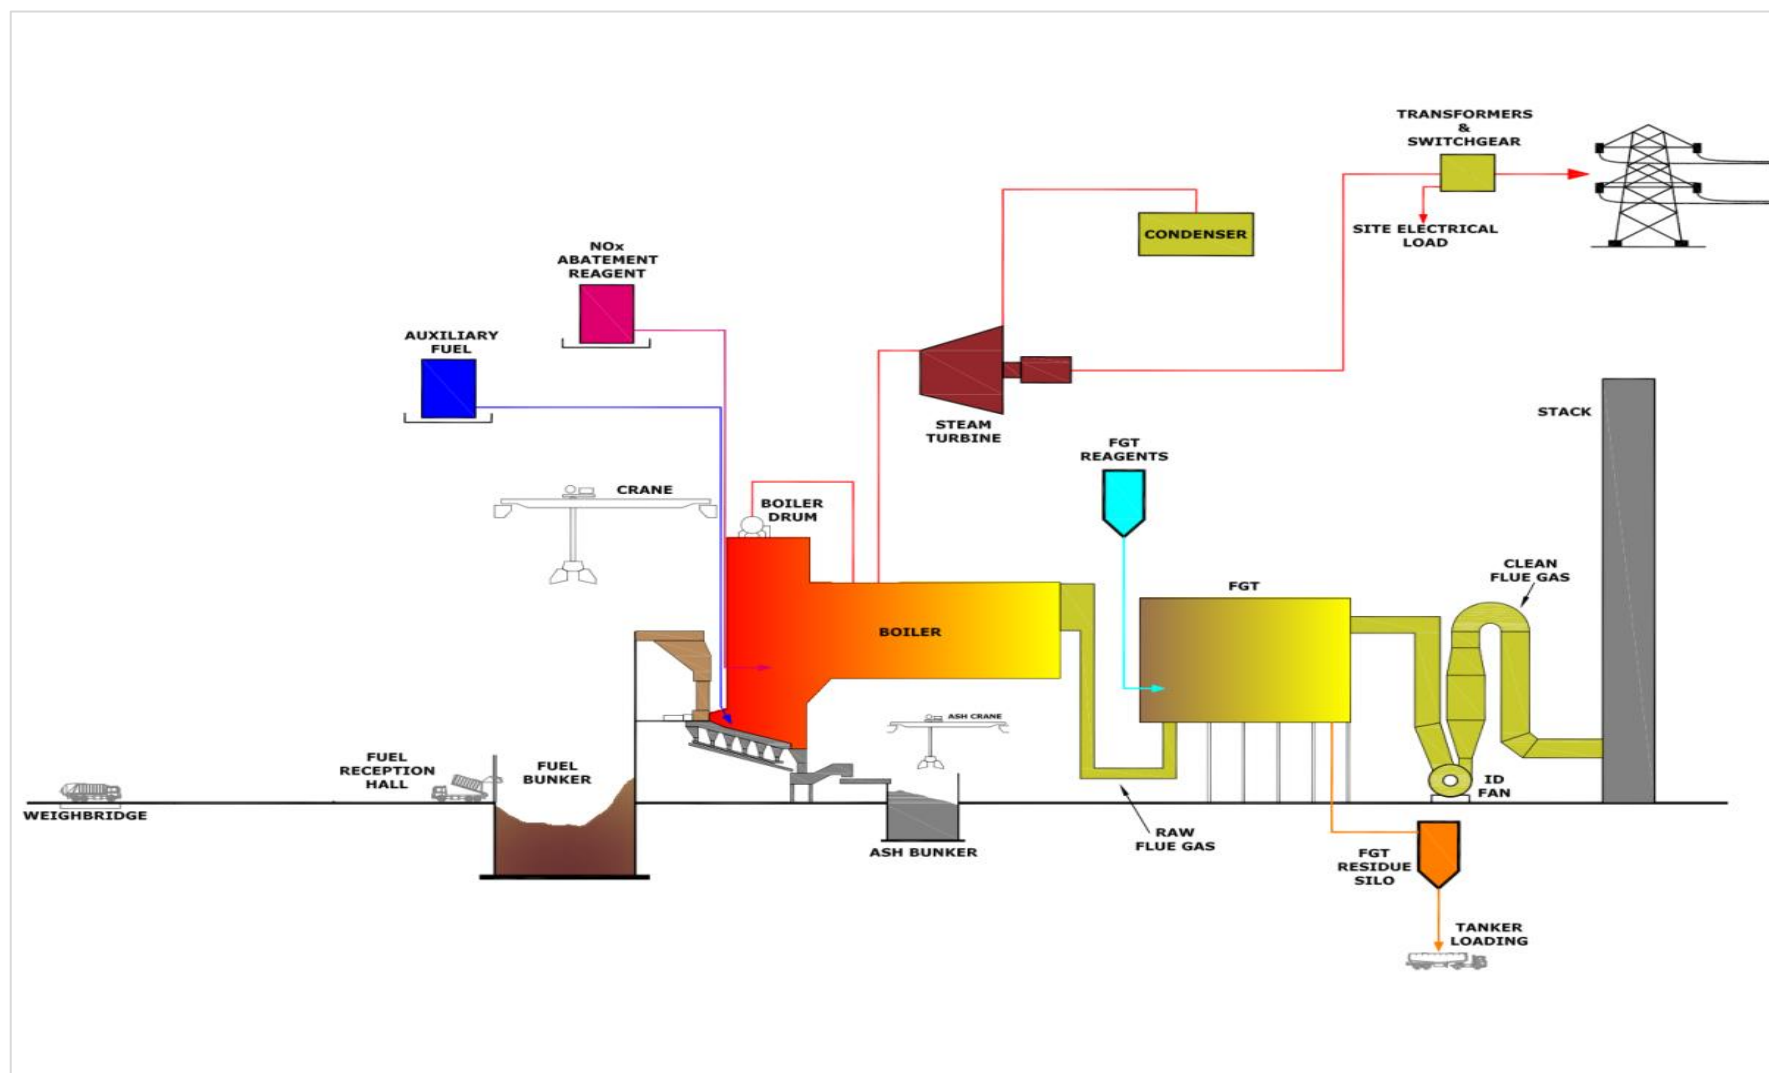 TRANSFORMERS
&
SWITCHGEAR
CONDENSER
SITE ELECTRICAL
LOAD
NOx
ABATEMENT
REAGENT
AUXILIARY
FUEL
STACK
STEAM
TURBINE
FGT
REAGENTS
CRANE
BOILER
DRUM
CLEAN
FLUE GAS
FGT
BOILER
ASH CRANE
FUEL
RECEPTION
HALL
FUEL
BUNKER
ID
FAN
WEIGHBRIDGE
RAW
FLUE GAS
ASH BUNKER
FGT
RESIDUE
SILO
TANKER
LOADING